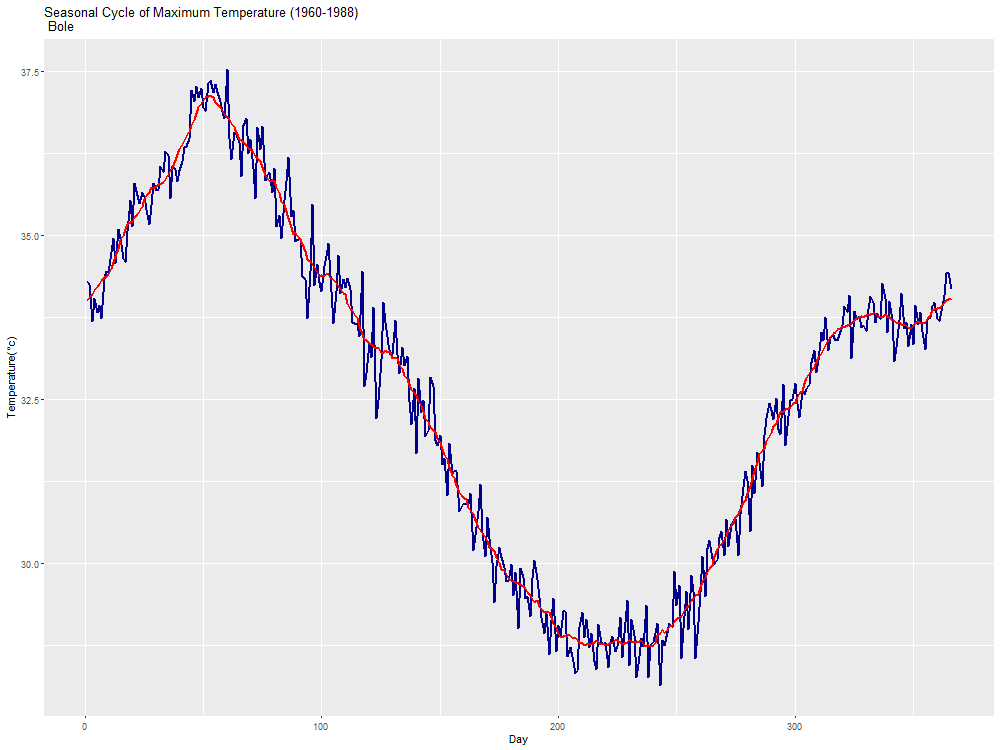 Seasonal Cycle of Maximum Temperature (1960-1988)
Bole
37.5
35.0
32.5
30.0
Temperature(°c)
0
100
200
300
Day